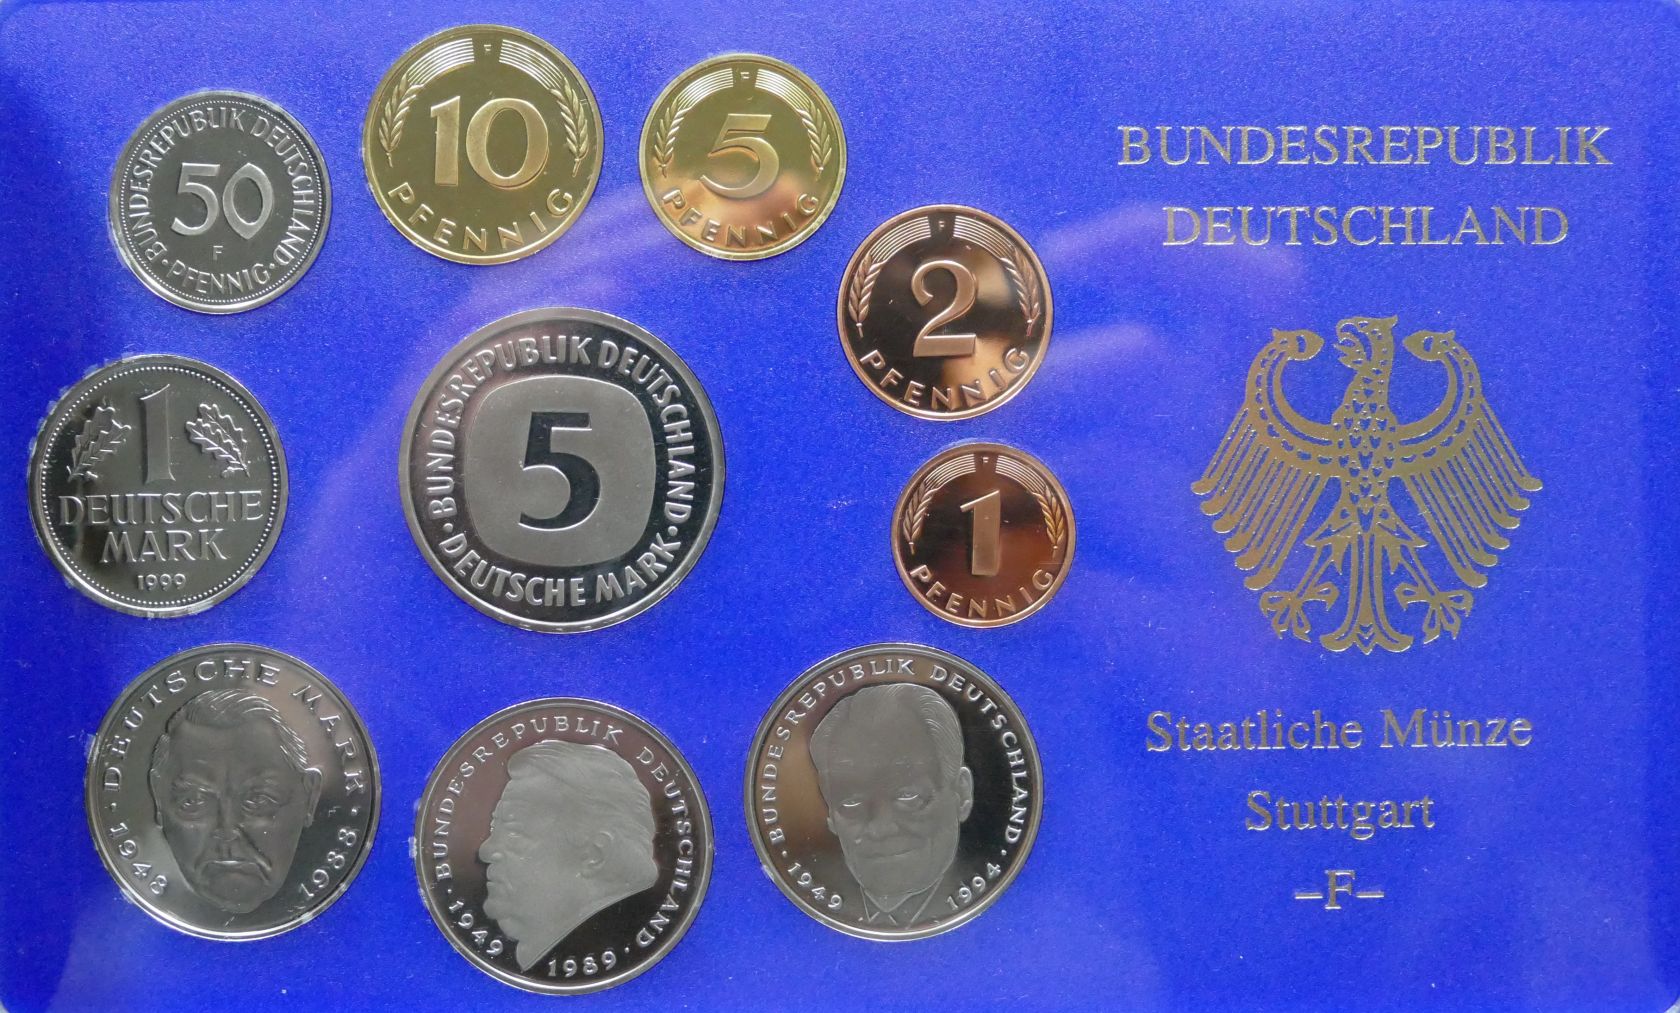 BUNDESREPUBLIK DEUTSCHLAND
50
F
· PFENNIG ·
F
10
PFENNIG
F
5
PFENNIG
F
2
PFENNIG
F
1
PFENNIG
1
DEUTSCHE
MARK
1999
BUNDESREPUBLIK DEUTSCHLAND
5
· DEUTSCHE MARK ·
· DEUTSCHE MARK ·
1948 1988
BUNDESREPUBLIK DEUTSCHLAND
· 1949 1989 ·
BUNDESREPUBLIK DEUTSCHLAND
· 1949 1994 ·
BUNDESREPUBLIK
DEUTSCHLAND
Staatliche Münze
Stuttgart
–F–